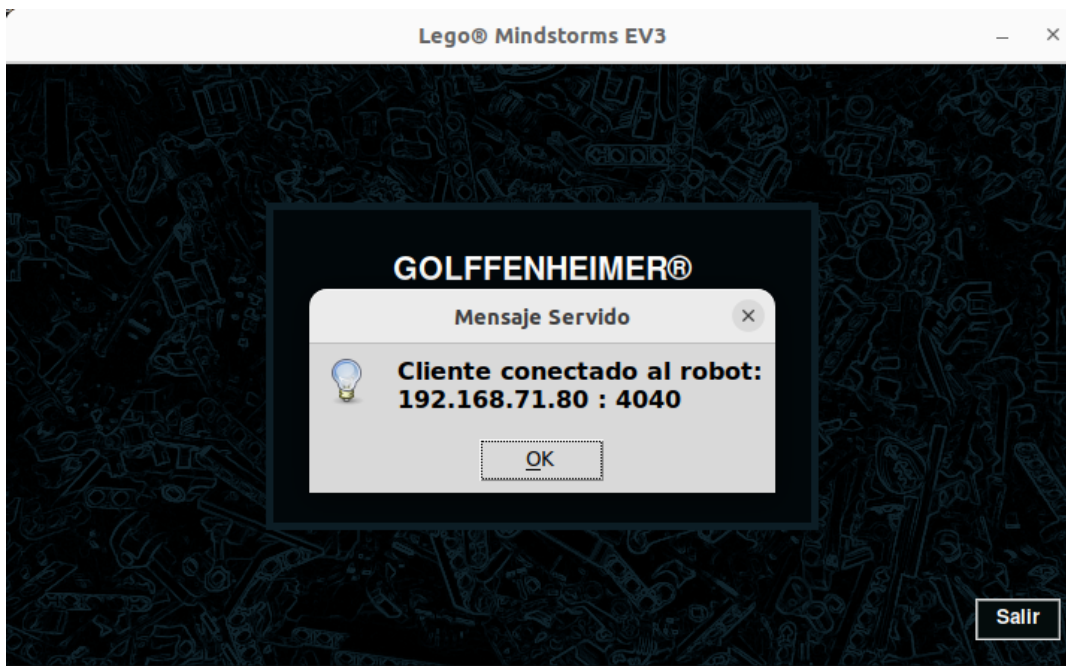 Lego® Mindstorms EV3
GOLFFENHEIMER®
Mensaje Servido
Cliente conectado al robot:
192.168.71.80 : 4040
OK
Salir